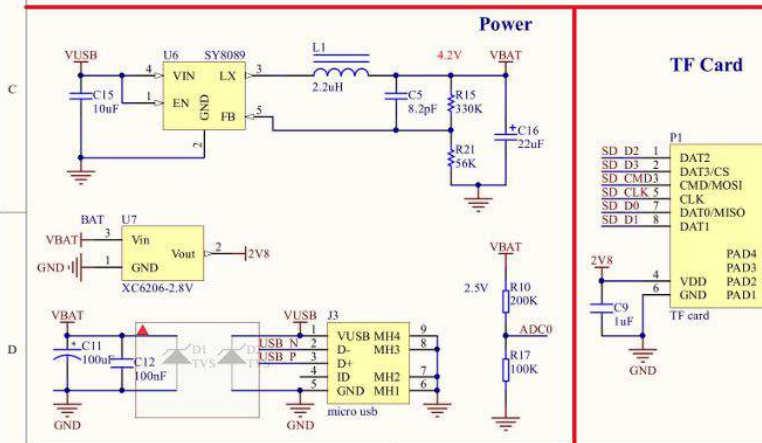 Power
VUSB
U6 SY8089
L1
4.2V
VBAT
TF Card
4 VIN LX 3
2.2uH
C
C15
10uF
1 EN
GND
FB 5
2
C5
8.2pF
R15
330K
C16
22uF
R21
56K
P1
SD_D2 1 DAT2
SD_D3 2 DAT3/CS
SD_CMD3 CMD/MOSI
SD_CLK 5 CLK
SD_D0 7 DAT0/MISO
SD_D1 8 DAT1
PAD4
PAD3
PAD2
PAD1
2V8
4 VDD
6 GND
C9
1uF
TF card
GND
BAT U7
VBAT 3 Vin
Vout 2 2V8
GND 1 GND
XC6206-2.8V
VBAT
2.5V
R10
200K
ADC0
R17
100K
D
VBAT
C11
100uF
C12
100nF
D1
TVS
TVS
VUSB
J3
1 VUSB MH4 9
USB_N 2 D- MH3 8
USB_P 3 D+
4 ID MH2 7
5 GND MH1 6
micro usb
GND
GND